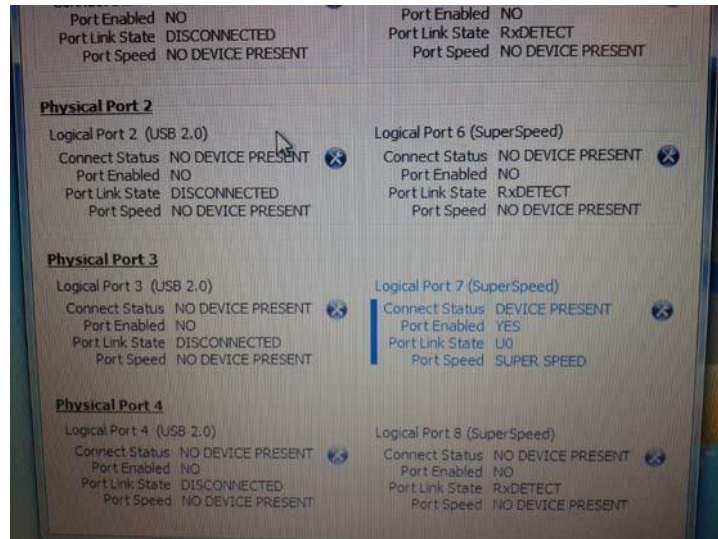 Port Enabled NO
Port Link State DISCONNECTED
Port Speed NO DEVICE PRESENT
Port Enabled NO
Port Link State RxDETECT
Port Speed NO DEVICE PRESENT
Physical Port 2
Logical Port 2 (USB 2.0)
Connect Status NO DEVICE PRESENT
Port Enabled NO
Port Link State DISCONNECTED
Port Speed NO DEVICE PRESENT
Logical Port 6 (SuperSpeed)
Connect Status NO DEVICE PRESENT
Port Enabled NO
Port Link State RxDETECT
Port Speed NO DEVICE PRESENT
Physical Port 3
Logical Port 3 (USB 2.0)
Connect Status NO DEVICE PRESENT
Port Enabled NO
Port Link State DISCONNECTED
Port Speed NO DEVICE PRESENT
Logical Port 7 (SuperSpeed)
Connect Status DEVICE PRESENT
Port Enabled YES
Port Link State U0
Port Speed SUPER SPEED
Physical Port 4
Logical Port 4 (USB 2.0)
Connect Status NO DEVICE PRESENT
Port Enabled NO
Port Link State DISCONNECTED
Port Speed NO DEVICE PRESENT
Logical Port 8 (SuperSpeed)
Connect Status NO DEVICE PRESENT
Port Enabled NO
Port Link State RxDETECT
Port Speed NO DEVICE PRESENT